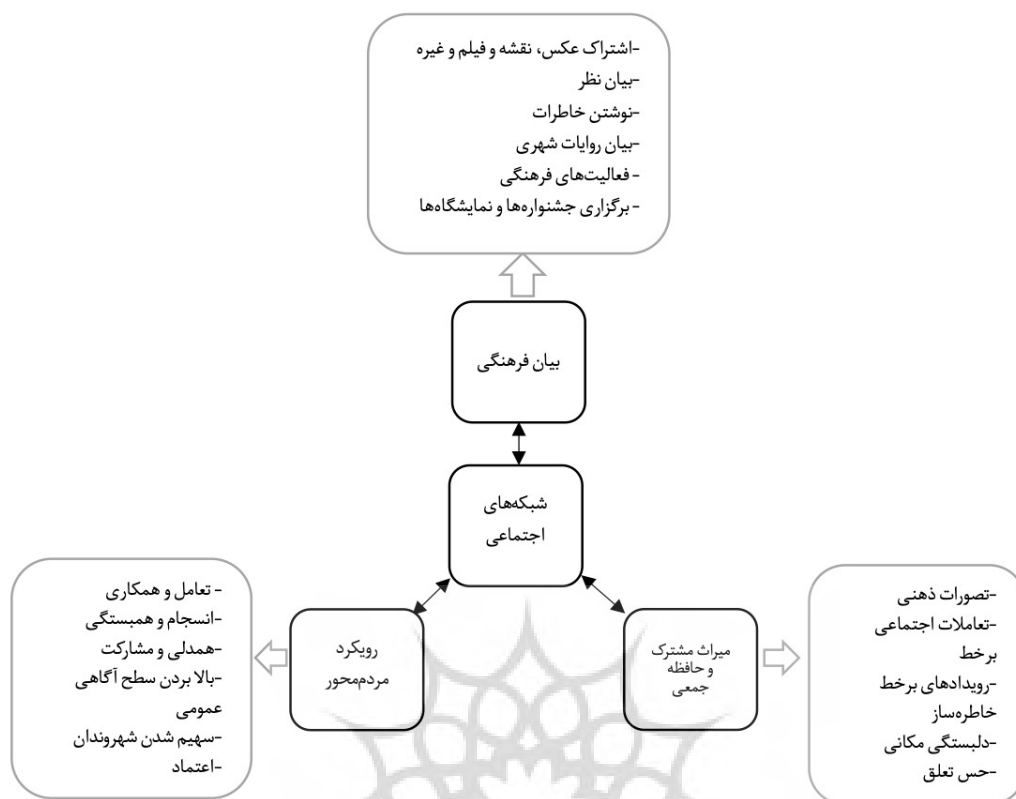 -اشتراک عکس، نقشه و فیلم و غیره
-بیان نظر
-نوشتن خاطرات
-بیان روایات شهری
- فعالیت‌های فرهنگی
- برگزاری جشنواره‌ها و نمایشگاه‌ها
بیان فرهنگی
شبکه‌های
اجتماعی
میراث مشترک
و حافظه
جمعی
-تصورات ذهنی
-تعاملات اجتماعی
برخط
-رویدادهای برخط
خاطره‌ساز
-دلبستگی مکانی
-حس تعلق
رویکرد
مردم‌محور
- تعامل و همکاری
-انسجام و همبستگی
-همدلی و مشارکت
-بالا بردن سطح آگاهی
عمومی
-سهیم شدن شهروندان
-اعتماد